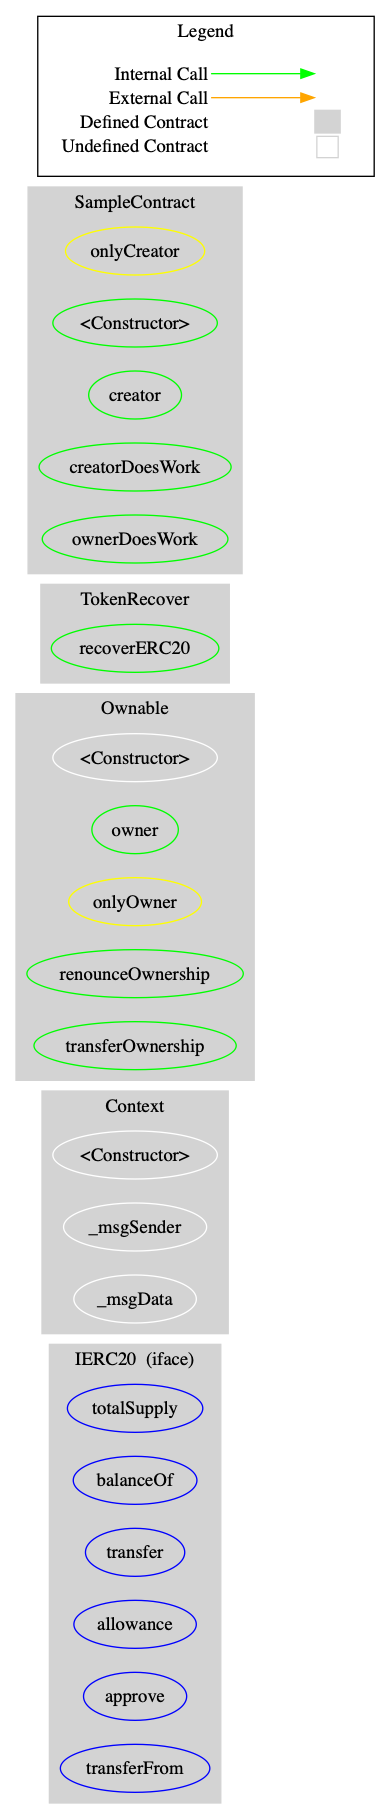 Legend
Internal Call
External Call
Defined Contract
Undefined Contract
SampleContract
onlyCreator
<Constructor>
creator
creatorDoesWork
ownerDoesWork
TokenRecover
recoverERC20
Ownable
<Constructor>
owner
onlyOwner
renounceOwnership
transferOwnership
Context
<Constructor>
_msgSender
_msgData
IERC20  (iface)
totalSupply
balanceOf
transfer
allowance
approve
transferFrom